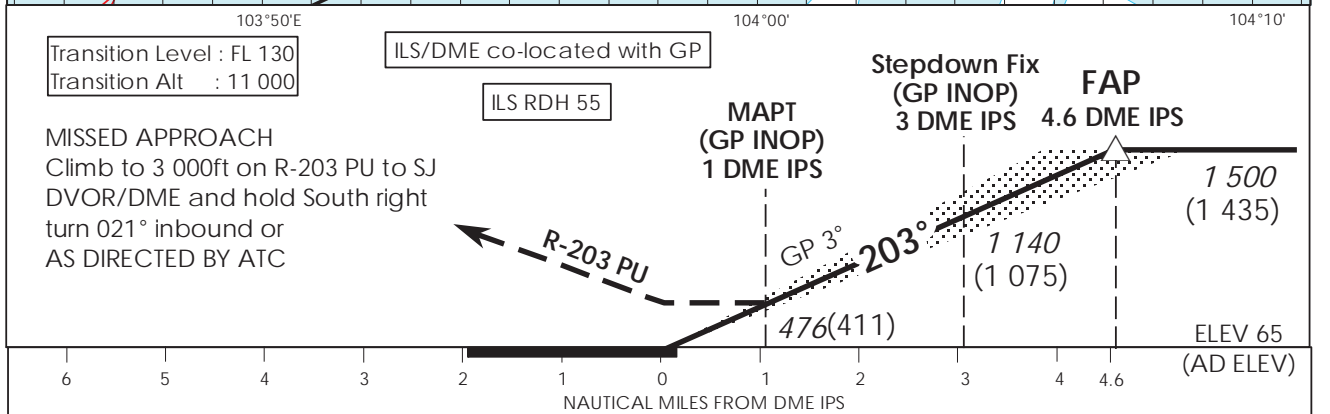 103°50'E
104°00'
104°10'
Transition Level : FL 130
Transition Alt : 11 000
ILS/DME co-located with GP
ILS RDH 55
MISSED APPROACH
Climb to 3 000ft on R-203 PU to SJ
DVOR/DME and hold South right
turn 021° inbound or
AS DIRECTED BY ATC
MAPT
(GP INOP)
1 DME IPS
Stepdown Fix
(GP INOP)
3 DME IPS
FAP
4.6 DME IPS
1 500
(1 435)
R-203 PU
GP 3°
203°
1 140
(1 075)
476(411)
ELEV 65
(AD ELEV)
6 5 4 3 2 1 0 1 2 3 4 4.6
NAUTICAL MILES FROM DME IPS